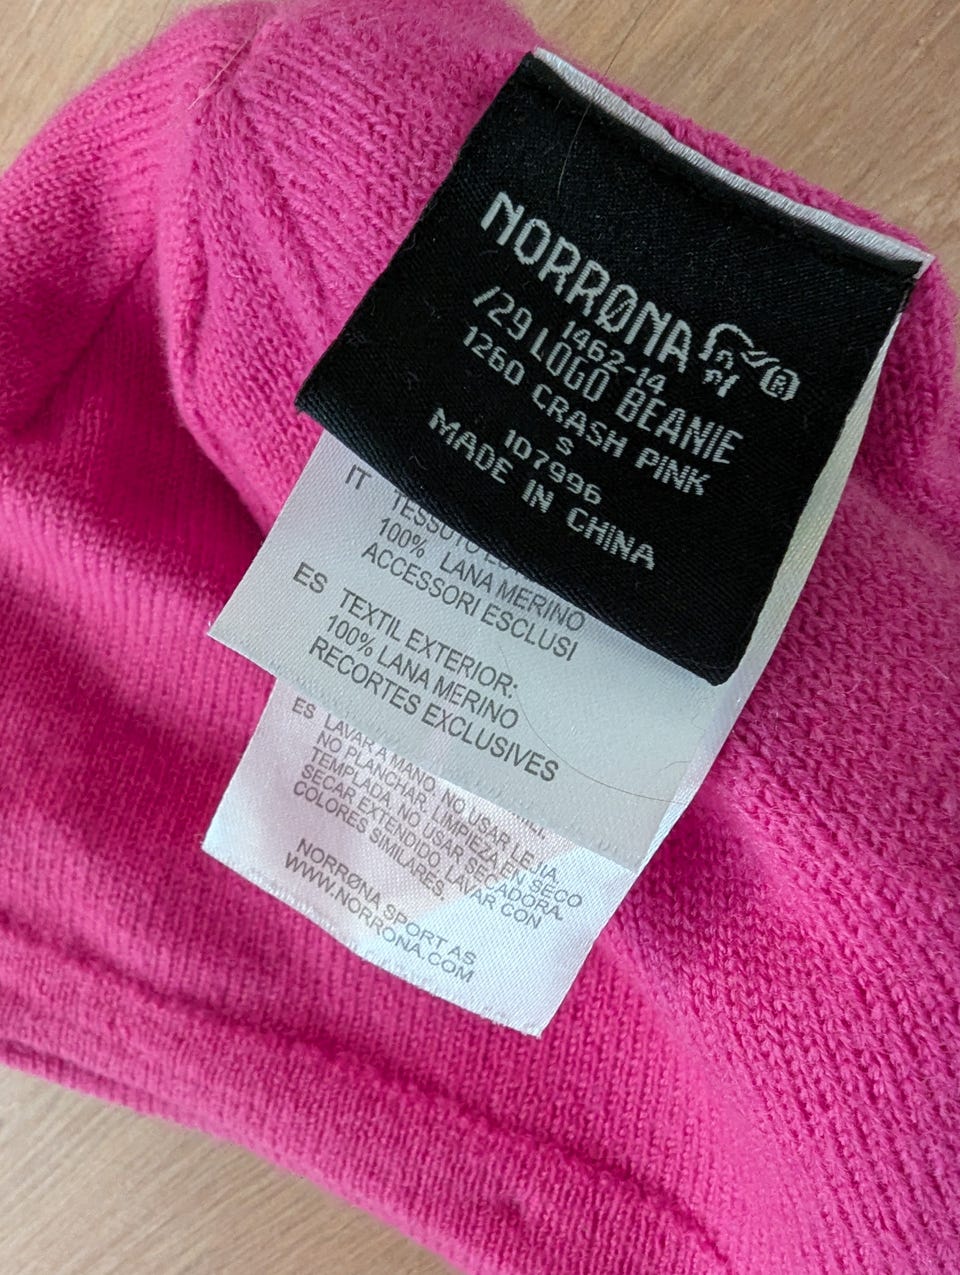 NORRØNA ®
1462-14
/29 LOGO BEANIE
1260 CRASH PINK
S
107996
MADE IN CHINA
IT TESSUTO
100% LANA MERINO
ACCESSORI ESCLUSI
ES TEXTIL EXTERIOR:
100% LANA MERINO
RECORTES EXCLUSIVES
ES LAVAR A MANO. NO USAR LEJIA.
NO PLANCHAR. LIMPIEZA EN SECO
TEMPLADA. NO USAR SECADORA.
SECAR EXTENDIDO. LAVAR CON
COLORES SIMILARES.
NORRØNA SPORT AS
WWW.NORRONA.COM